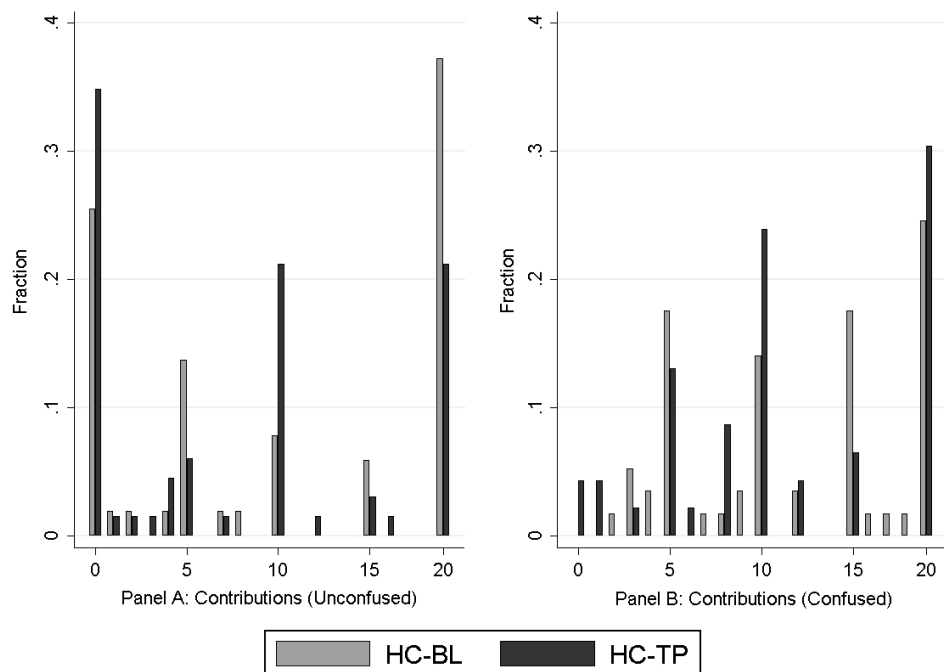 .4
.3
.2
.1
0
Fraction
0 5 10 15 20
Panel A: Contributions (Unconfused)
.4
.3
.2
.1
0
Fraction
0 5 10 15 20
Panel B: Contributions (Confused)
HC-BL HC-TP